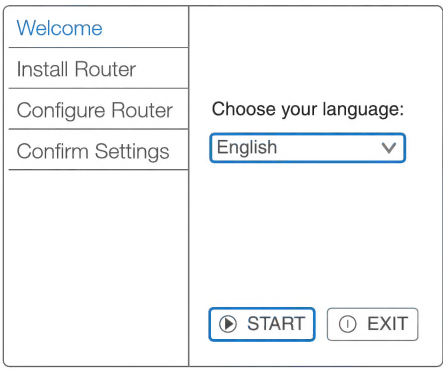 Welcome
Install Router
Configure Router
Confirm Settings
Choose your language:
English
START
EXIT